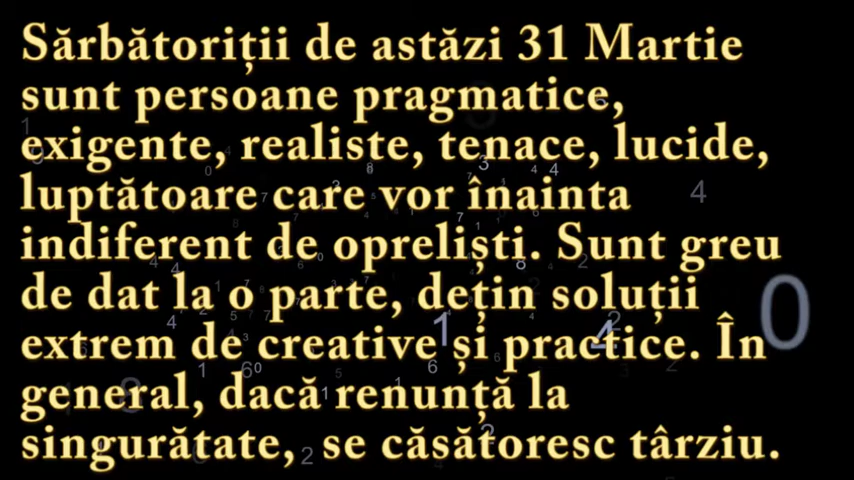 Sărbătoriții de astăzi 31 Martie
sunt persoane pragmatice,
exigente, realiste, tenace, lucide,
luptătoare care vor înainta
indiferent de opreliști. Sunt greu
de dat la o parte, dețin soluții
extrem de creative și practice. În
general, dacă renunță la
singurătate, se căsătoresc târziu.